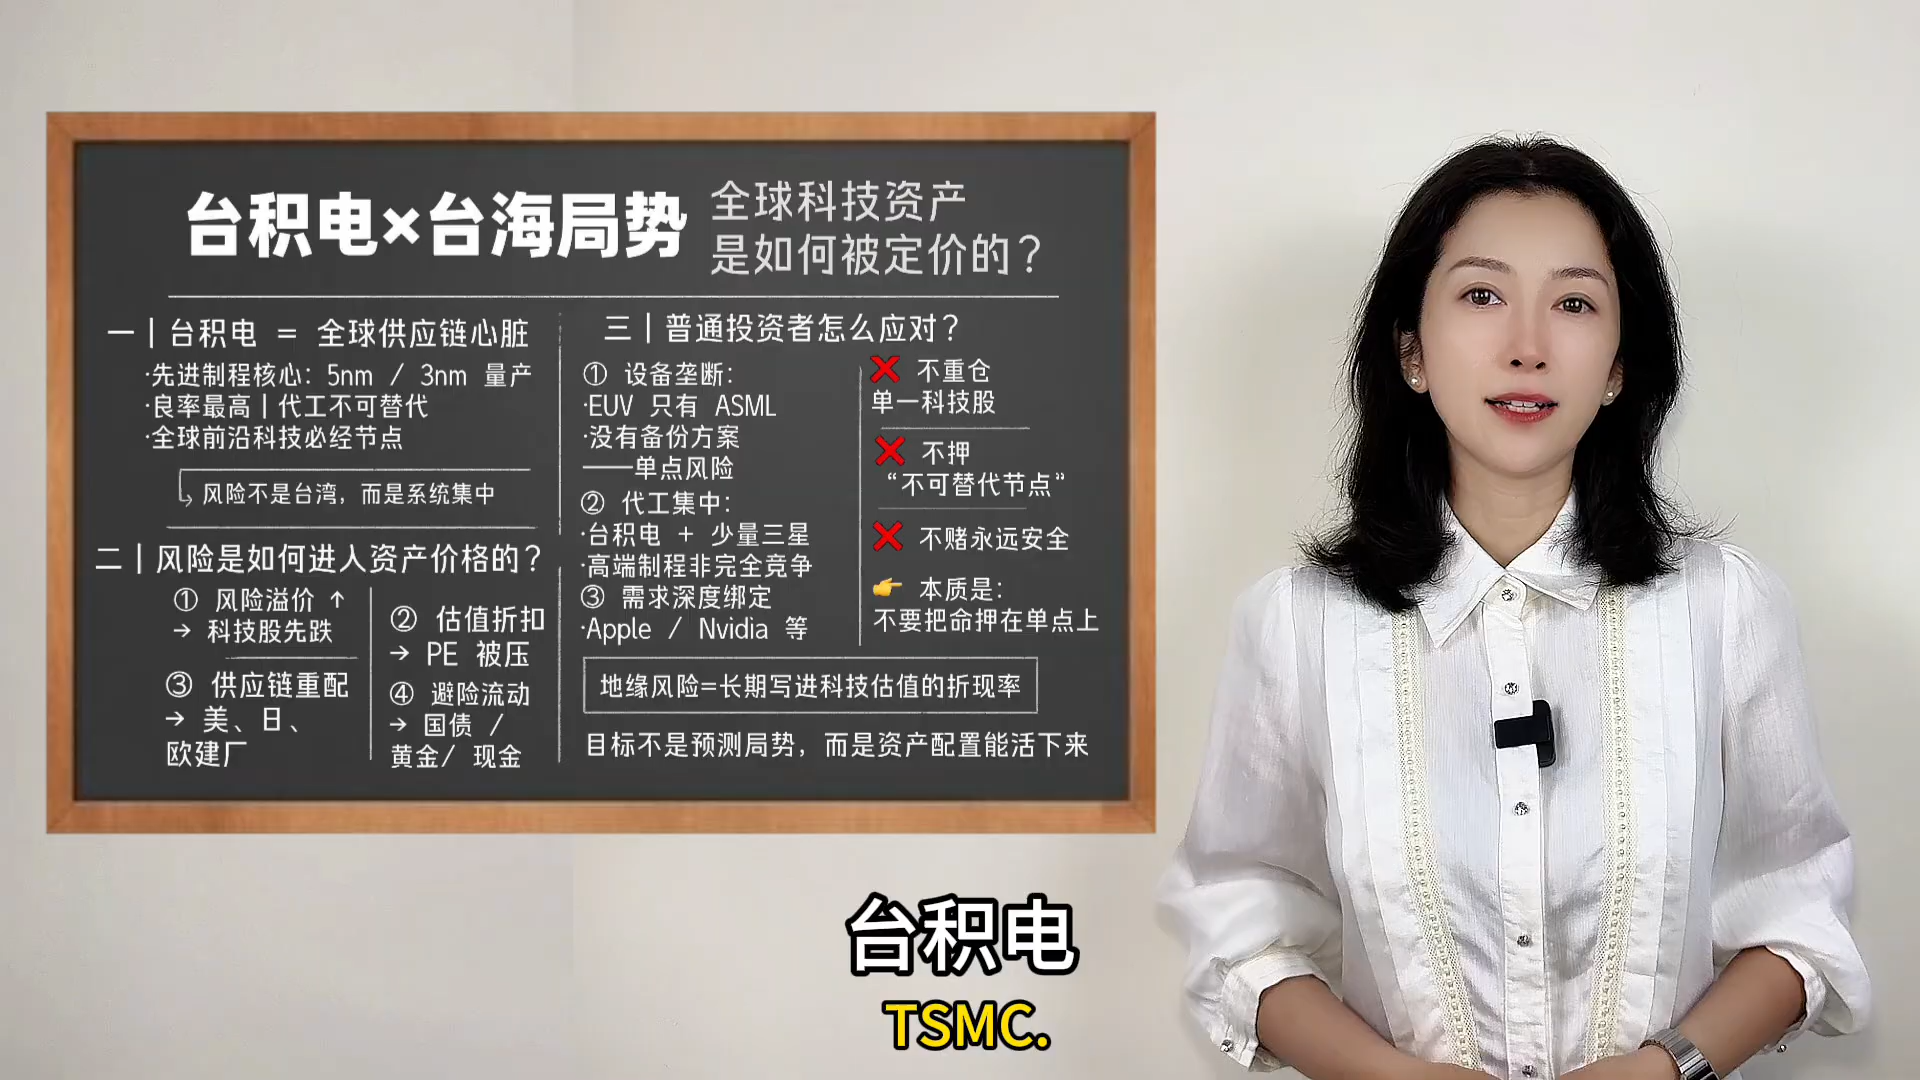 台积电×台海局势
全球科技资产
是如何被定价的？
一｜台积电 = 全球供应链心脏
·先进制程核心：5nm / 3nm 量产
·良率最高｜代工不可替代
·全球前沿科技必经节点
风险不是台湾，而是系统集中
二｜风险是如何进入资产价格的？
① 风险溢价 ↑
→ 科技股先跌
② 估值折扣
→ PE 被压
③ 供应链重配
→ 美、日、
欧建厂
④ 避险流动
→ 国债 /
黄金/ 现金
三｜普通投资者怎么应对？
① 设备垄断：
·EUV 只有 ASML
·没有备份方案
——单点风险
② 代工集中：
·台积电 + 少量三星
·高端制程非完全竞争
③ 需求深度绑定
·Apple / Nvidia 等
❌ 不重仓
单一科技股
❌ 不押
“不可替代节点”
❌ 不赌永远安全
👉 本质是：
不要把命押在单点上
地缘风险=长期写进科技估值的折现率
目标不是预测局势，而是资产配置能活下来
台积电
TSMC.